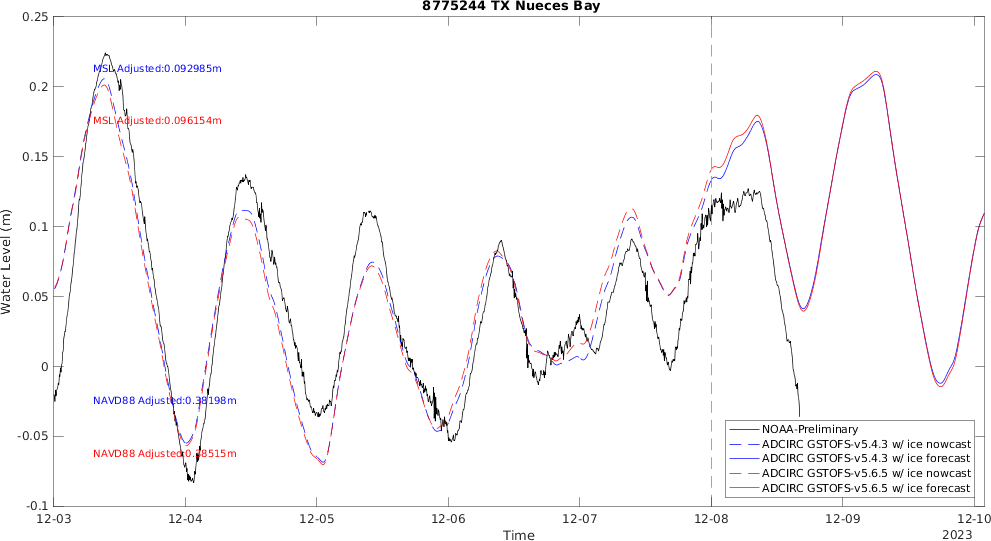 8775244 TX Nueces Bay
0.25
0.2
0.15
0.1
0.05
0
-0.05
-0.1
Water Level (m)
MSL Adjusted:0.092985m
MSL Adjusted:0.096154m
NAVD88 Adjusted:0.38198m
NAVD88 Adjusted:0.38515m
NOAA-Preliminary
ADCIRC GSTOFS-v5.4.3 w/ ice nowcast
ADCIRC GSTOFS-v5.4.3 w/ ice forecast
ADCIRC GSTOFS-v5.6.5 w/ ice nowcast
ADCIRC GSTOFS-v5.6.5 w/ ice forecast
12-03 12-04 12-05 12-06 12-07 12-08 12-09 12-10
Time
2023